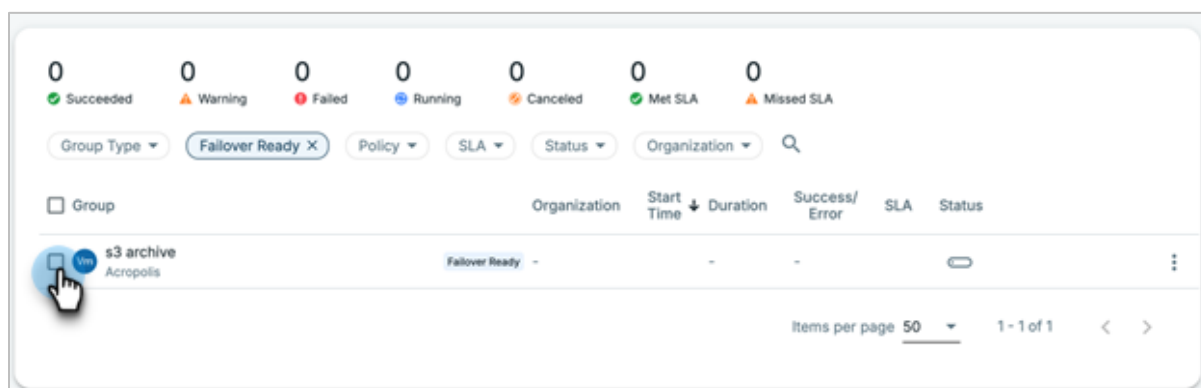 0 0 0 0 0 0 0
Succeeded Warning Failed Running Canceled Met SLA Missed SLA
Group Type Failover Ready × Policy SLA Status Organization
Group Organization Start Time Duration Success/ Error SLA Status
Vm s3 archive Failover Ready - - -
Acropolis
Items per page 50 1 - 1 of 1